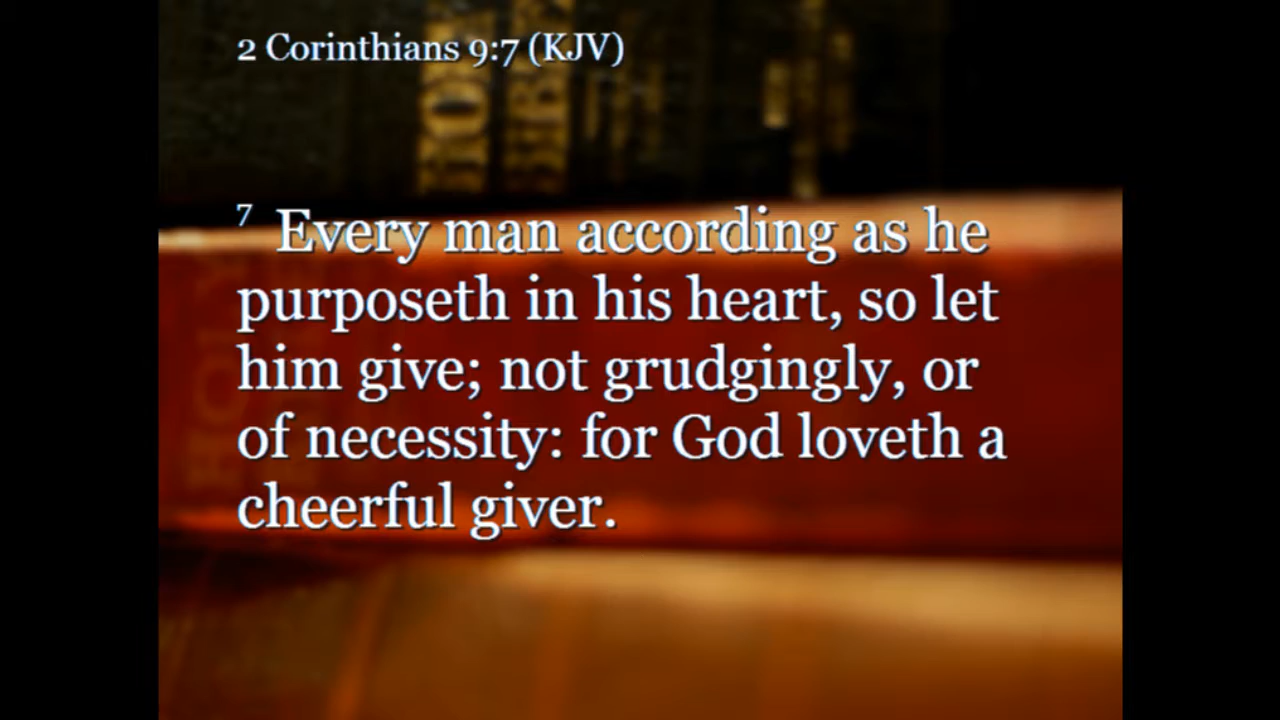 2 Corinthians 9:7 (KJV)
7 Every man according as he
purposeth in his heart, so let
him give; not grudgingly, or
of necessity: for God loveth a
cheerful giver.